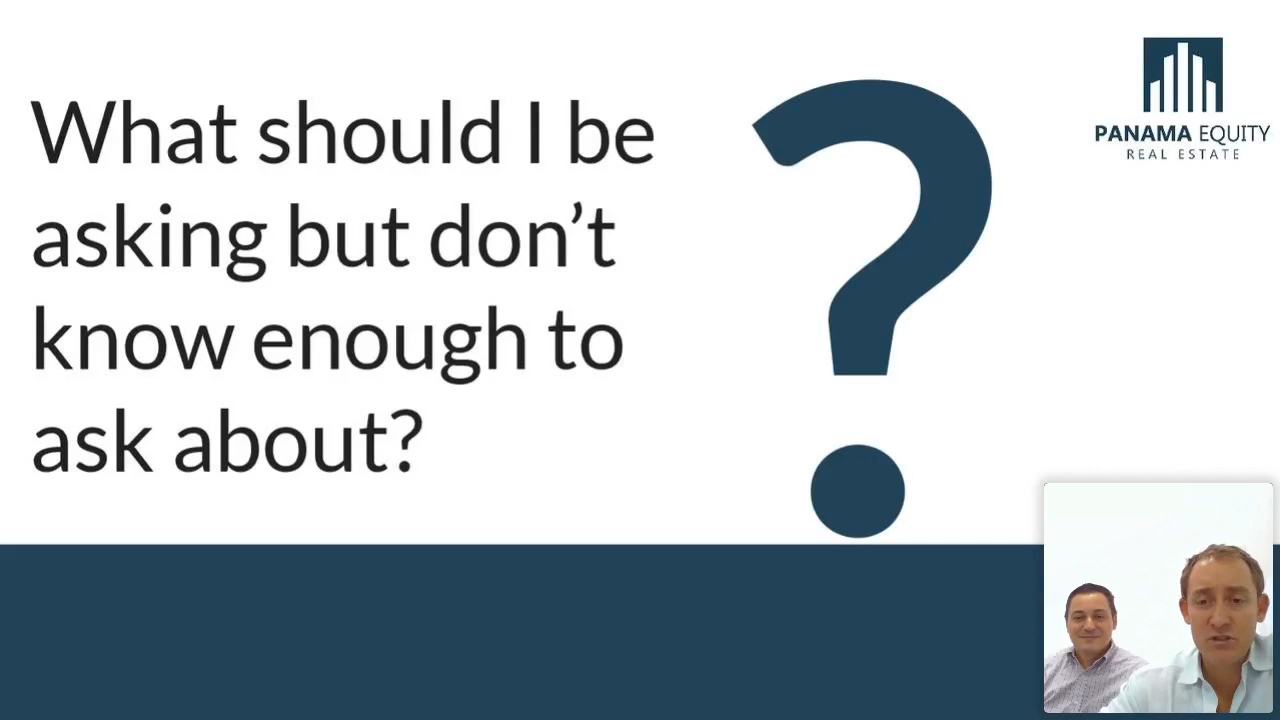 What should I be
asking but don’t
know enough to
ask about?
?
PANAMA EQUITY
REAL ESTATE